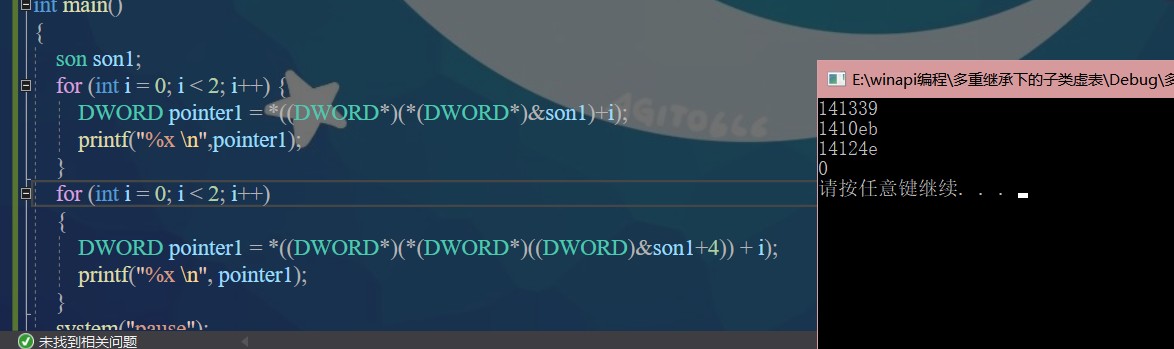 int main()
{
son son1;
for (int i = 0; i < 2; i++) {
DWORD pointer1 = *((DWORD*)(*(DWORD*)&son1)+i);
printf("%x \n",pointer1);
}
for (int i = 0; i < 2; i++)
{
DWORD pointer1 = *((DWORD*)(*(DWORD*)((DWORD)&son1+4)) + i);
printf("%x \n", pointer1);
}
system("pause");
未找到相关问题
AGITO666
E:\winapi编程\多重继承下的子类虚表\Debug\多
141339
1410eb
14124e
0
请按任意键继续. . .